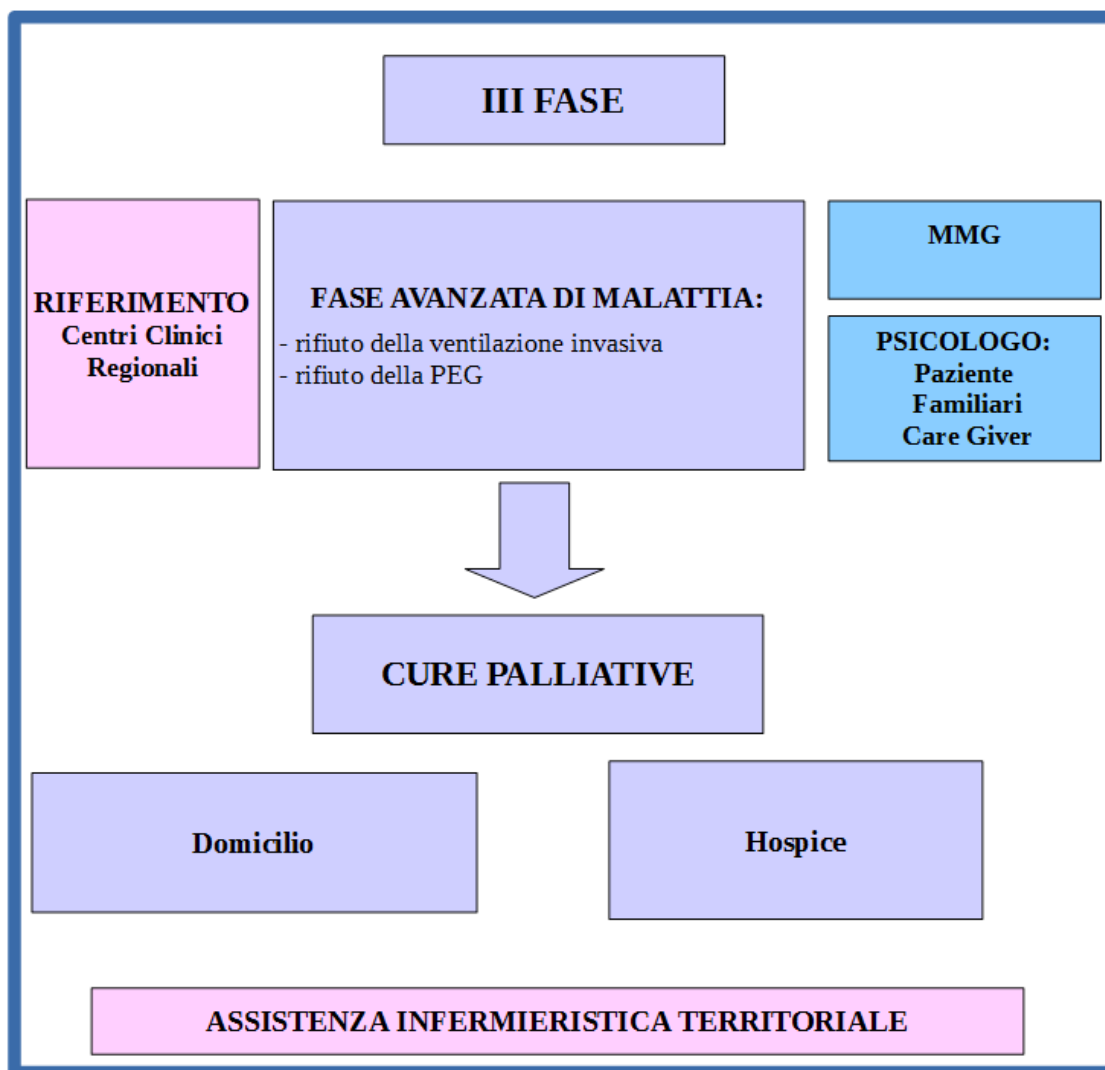 III FASE
RIFERIMENTO
Centri Clinici
Regionali
FASE AVANZATA DI MALATTIA:
- rifiuto della ventilazione invasiva
- rifiuto della PEG
MMG
PSICOLOGO:
Paziente
Familiari
Care Giver
CURE PALLIATIVE
Domicilio
Hospice
ASSISTENZA INFERMIERISTICA TERRITORIALE